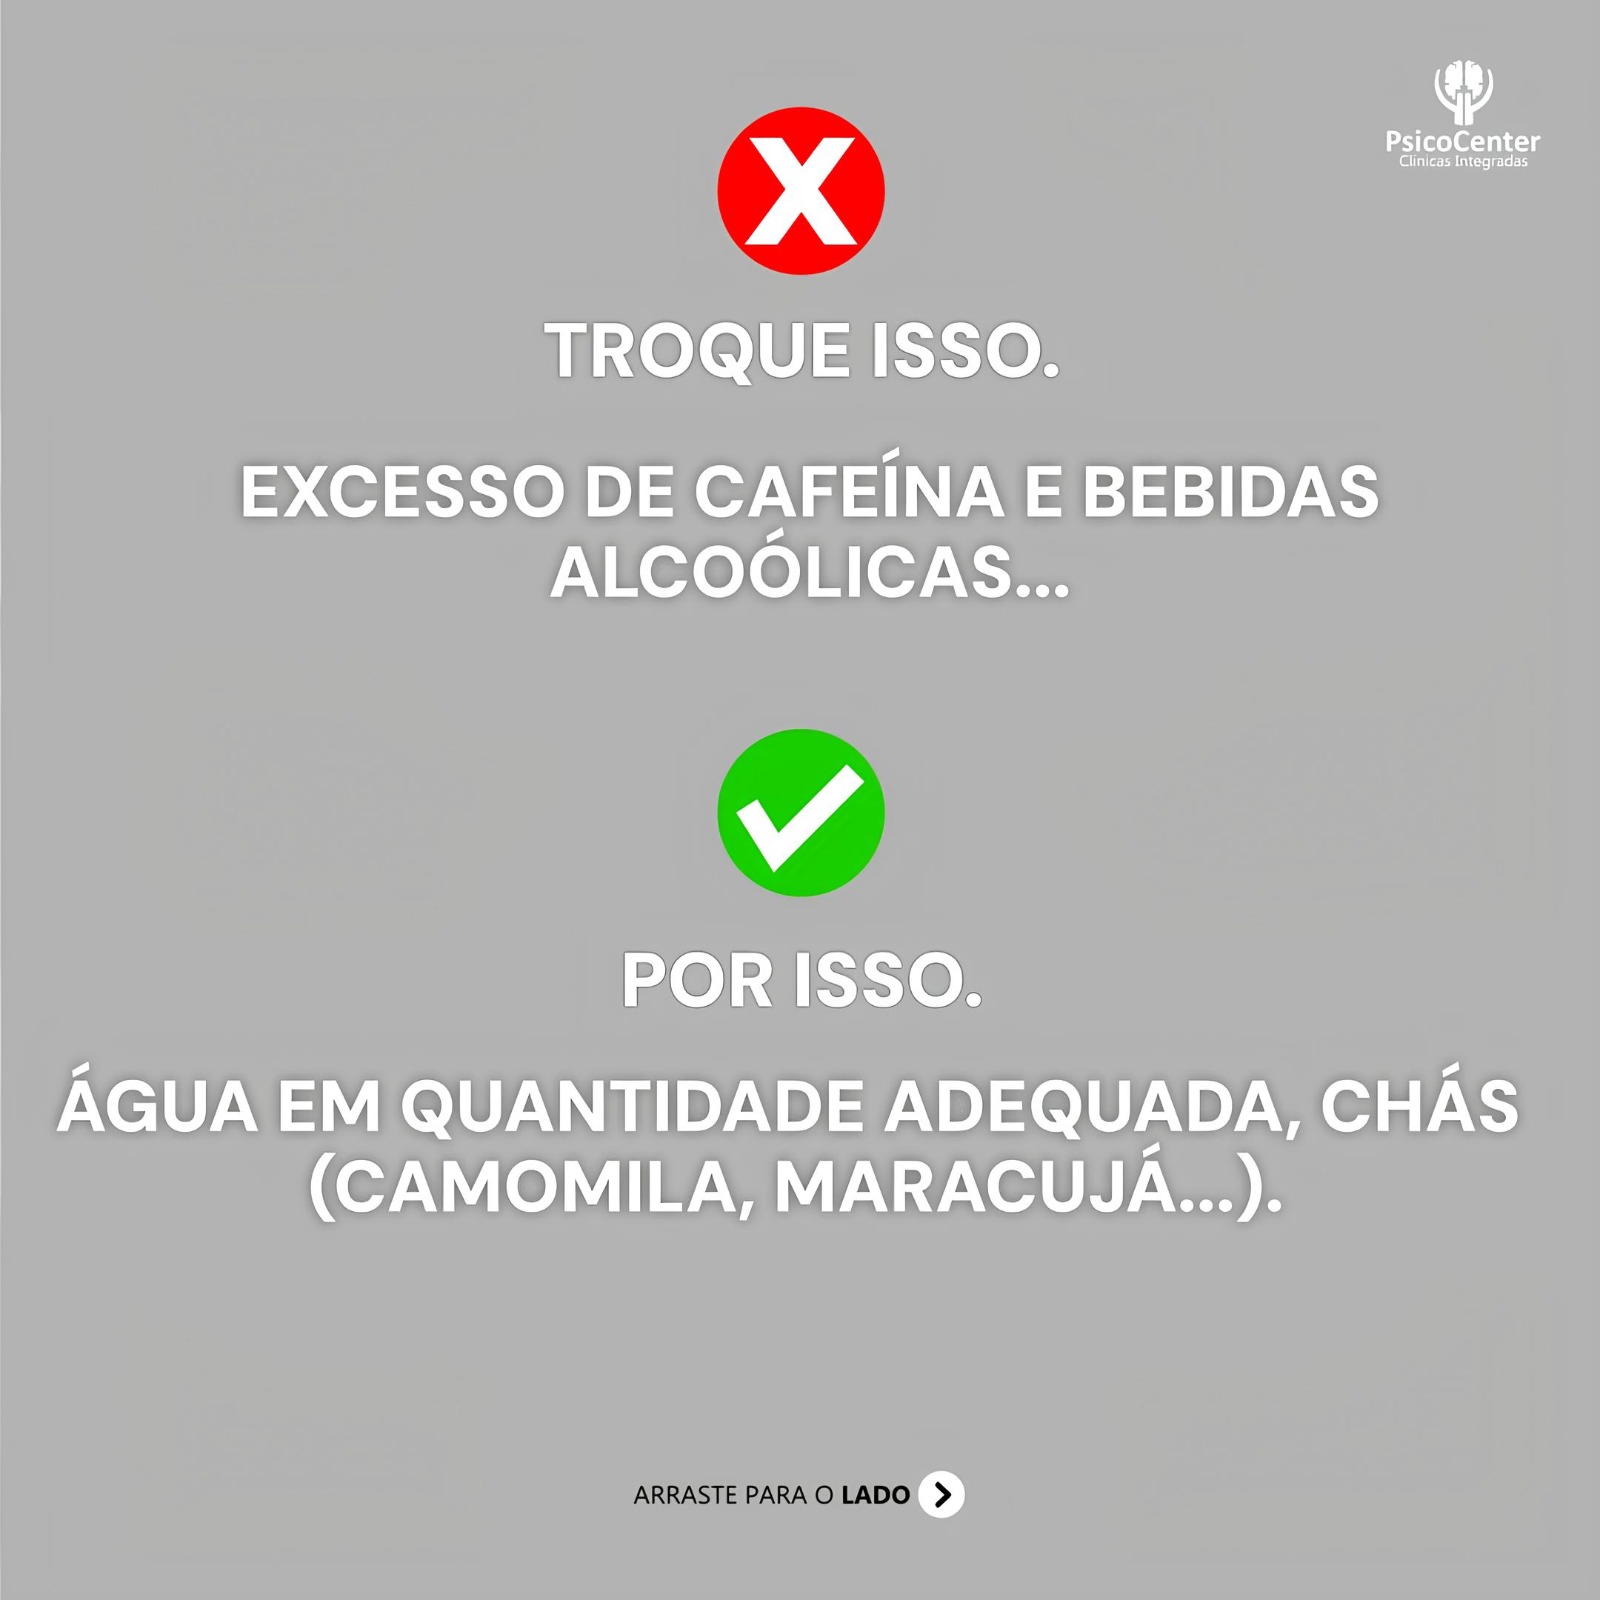 PsicoCenter
Clínicas Integradas
X
TROQUE ISSO.
EXCESSO DE CAFEÍNA E BEBIDAS
ALCOÓLICAS...
POR ISSO.
ÁGUA EM QUANTIDADE ADEQUADA, CHÁS
(CAMOMILA, MARACUJÁ...).
ARRASTE PARA O LADO